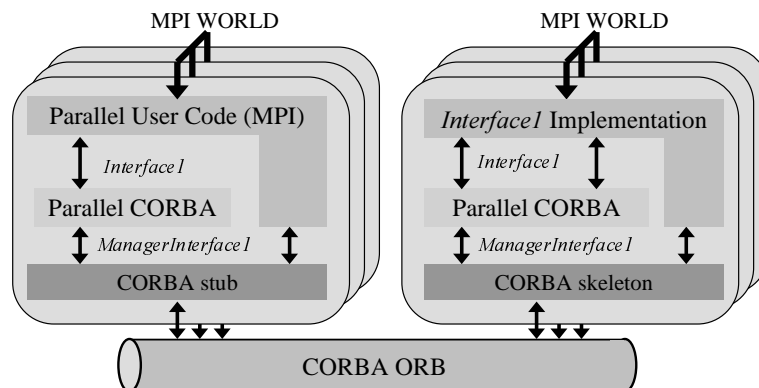 MPI WORLD
MPI WORLD
Parallel User Code (MPI)
Interface1 Implementation
Interface1
Interface1
Parallel CORBA
Parallel CORBA
ManagerInterface1
ManagerInterface1
CORBA stub
CORBA skeleton
CORBA ORB